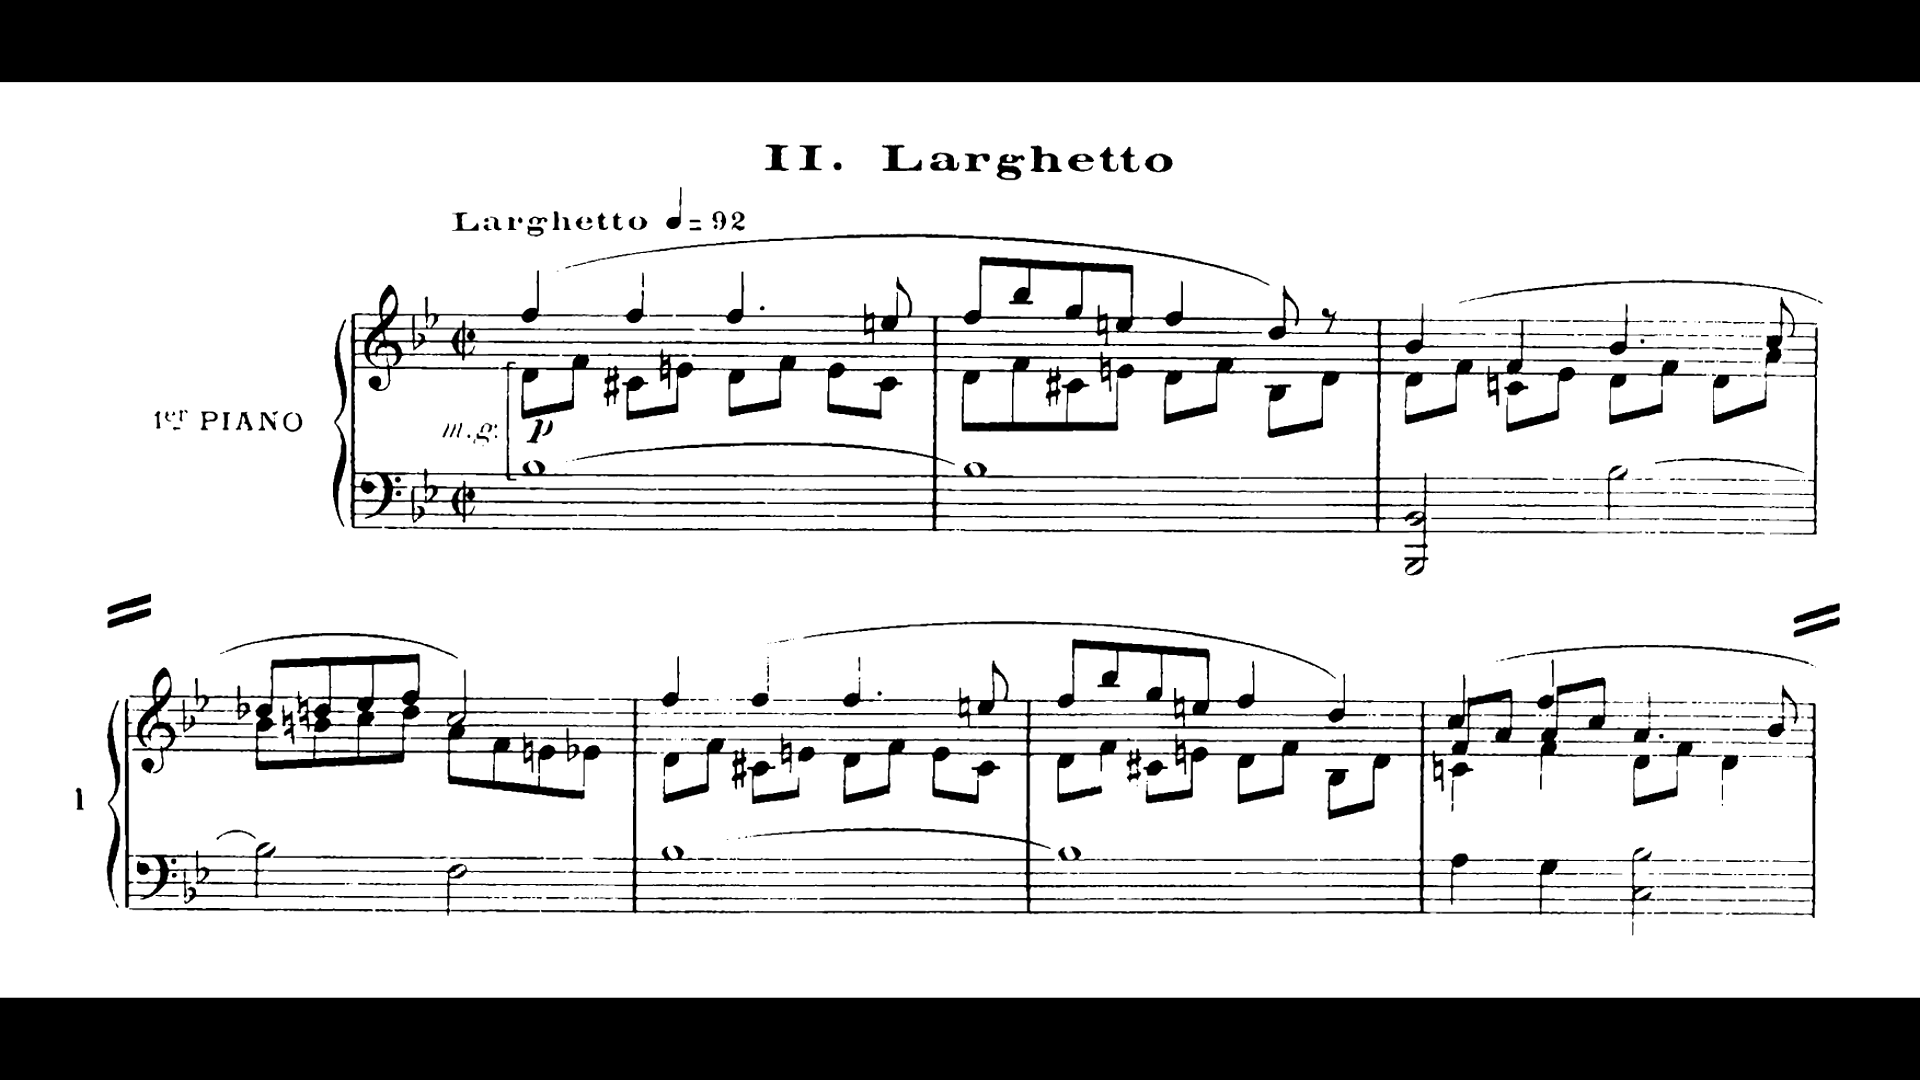 II. Larghetto
Larghetto ♩=92
1er PIANO
m.g.
p
1